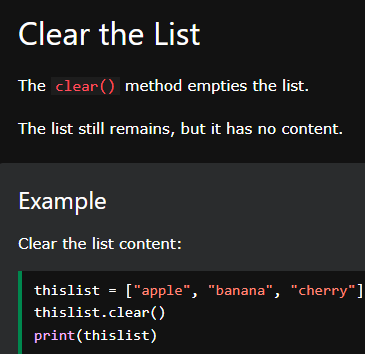 Clear the List
The clear() method empties the list.
The list still remains, but it has no content.
Example
Clear the list content:
thislist = ["apple", "banana", "cherry"]
thislist.clear()
print(thislist)